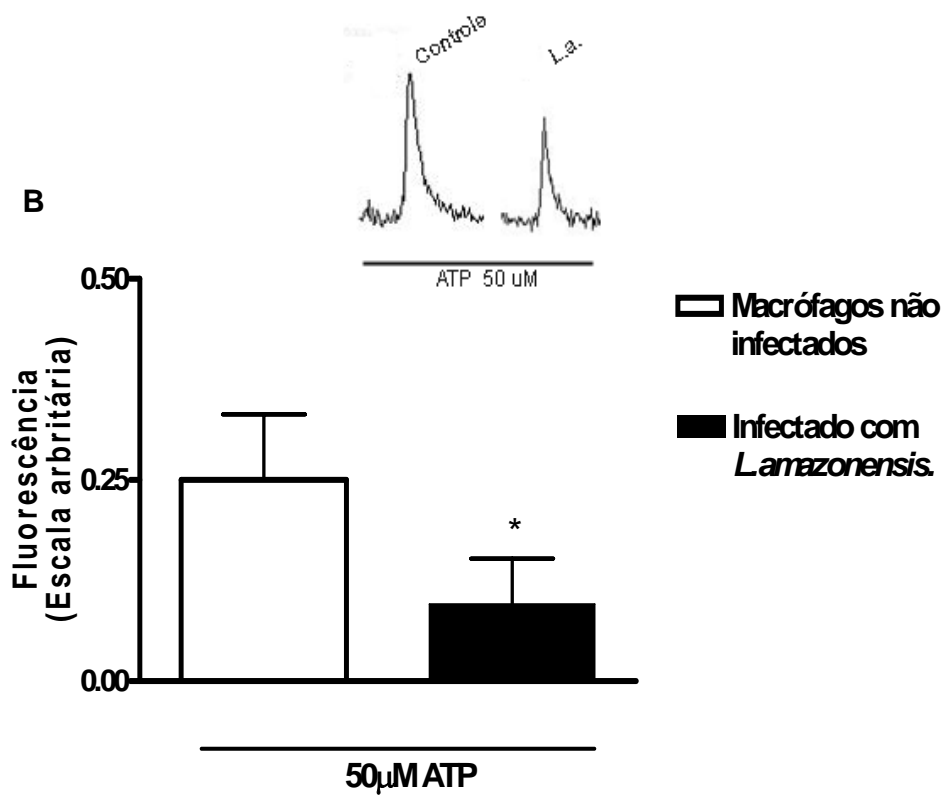 Controle
L.a.
B
ATP 50 uM
0.50
0.25
0.00
Fluorescência
(Escala arbritária)
*
Macrófagos não
infectados
Infectado com
L.amazonensis.
50µM ATP